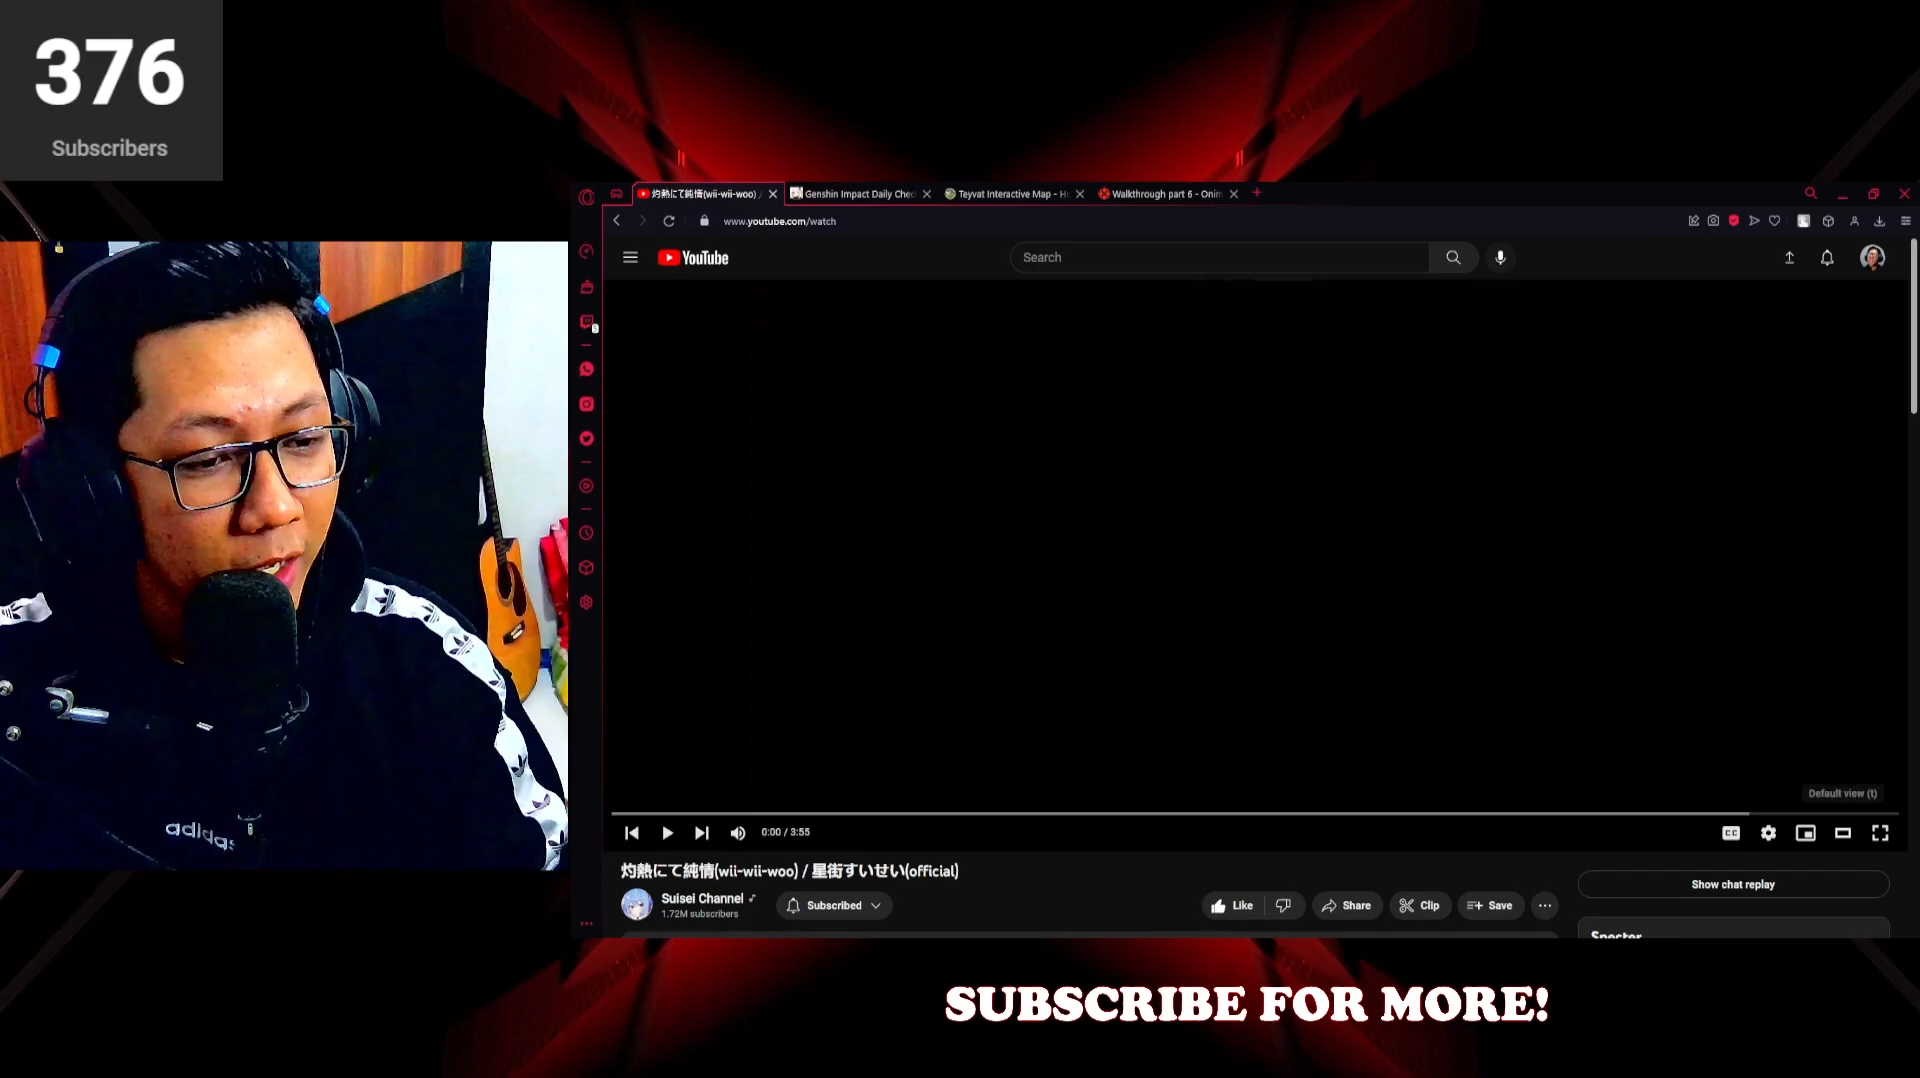 376
Subscribers
灼熱にて純情(wii-wii-woo) /
Genshin Impact Daily Chec
Teyvat Interactive Map - Ho
Walkthrough part 6 - Onim
www.youtube.com/watch
YouTube
Search
adidas
Default view (t)
0:00 / 3:55
CC
灼熱にて純情(wii-wii-woo) / 星街すいせい(official)
Suisei Channel
1.72M subscribers
Subscribed
Like
Share
Clip
Save
Show chat replay
Specter
SUBSCRIBE FOR MORE!